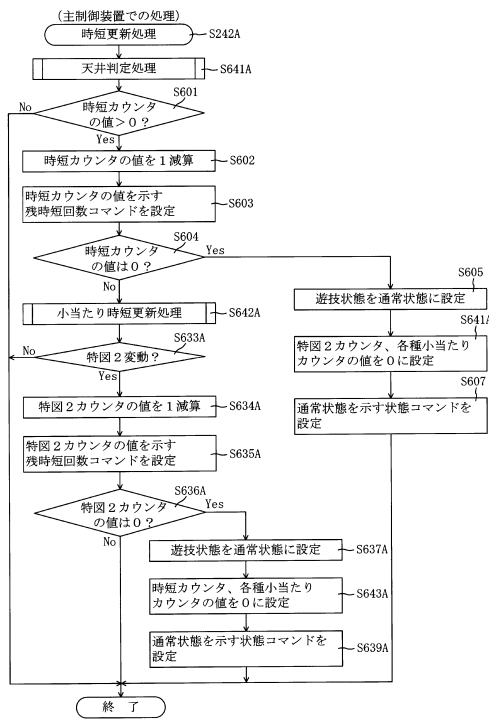 (主制御装置での処理)
時短更新処理
S242A
天井判定処理
S641A
S601
No
時短カウンタ
の値>0?
Yes
時短カウンタの値を1減算
S602
時短カウンタの値を示す
残時短回数コマンドを設定
S603
S604
時短カウンタ
の値は0?
Yes
No
S605
遊技状態を通常状態に設定
小当たり時短更新処理
S642A
S641A
特図2カウンタ、各種小当たり
カウンタの値を0に設定
S633A
No
特図2変動?
Yes
S607
通常状態を示す状態コマンドを
設定
特図2カウンタの値を1減算
S634A
特図2カウンタの値を示す
残時短回数コマンドを設定
S635A
S636A
特図2カウンタ
の値は0?
Yes
No
遊技状態を通常状態に設定
S637A
時短カウンタ、各種小当たり
カウンタの値を0に設定
S643A
通常状態を示す状態コマンドを
設定
S639A
終 了